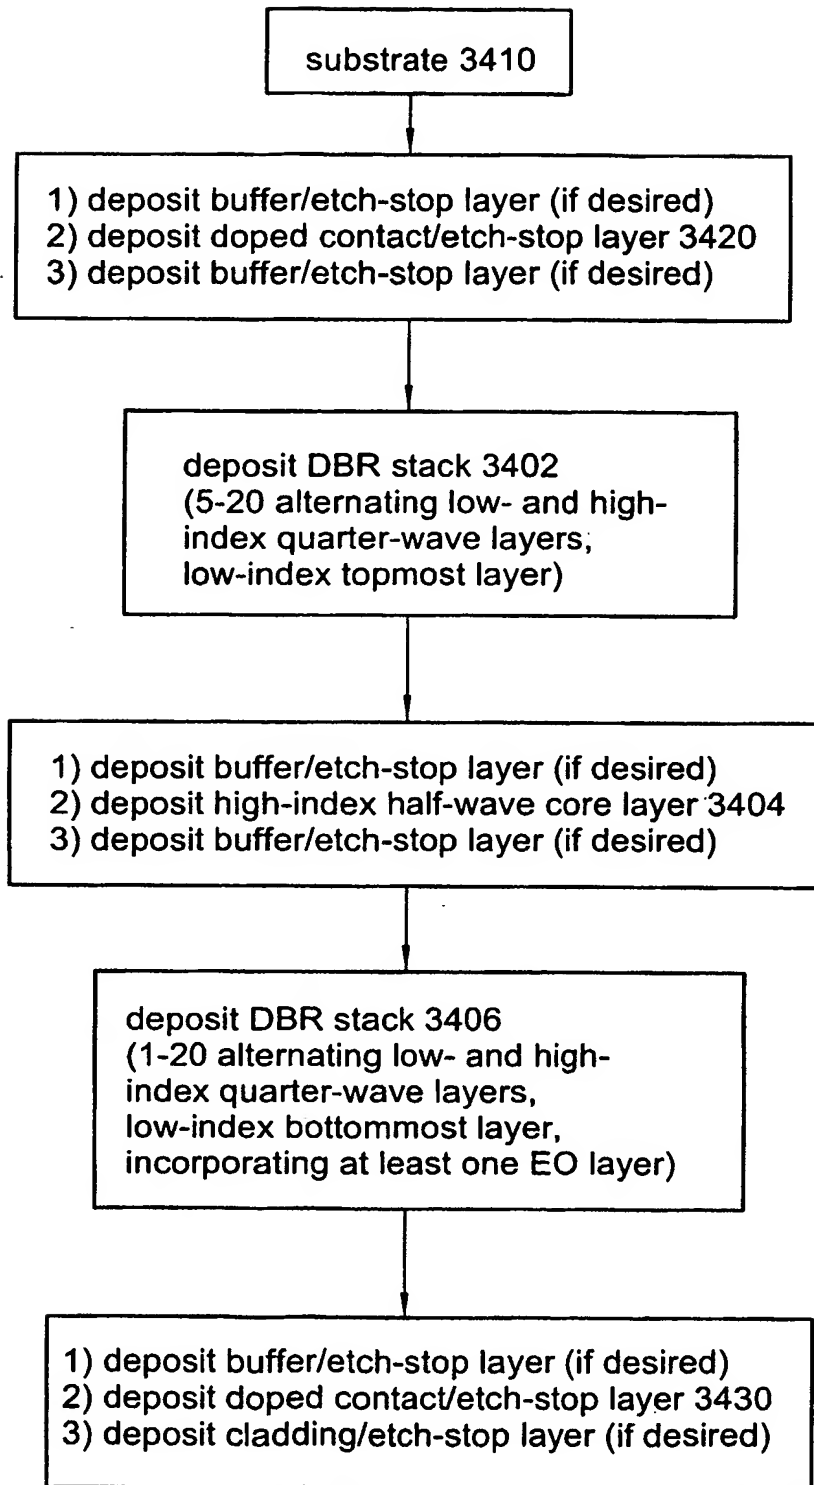 substrate 3410
1) deposit buffer/etch-stop layer (if desired)
2) deposit doped contact/etch-stop layer 3420
3) deposit buffer/etch-stop layer (if desired)
deposit DBR stack 3402
(5-20 alternating low- and high-
index quarter-wave layers,
low-index topmost layer)
1) deposit buffer/etch-stop layer (if desired)
2) deposit high-index half-wave core layer 3404
3) deposit buffer/etch-stop layer (if desired)
deposit DBR stack 3406
(1-20 alternating low- and high-
index quarter-wave layers,
low-index bottommost layer,
incorporating at least one EO layer)
1) deposit buffer/etch-stop layer (if desired)
2) deposit doped contact/etch-stop layer 3430
3) deposit cladding/etch-stop layer (if desired)